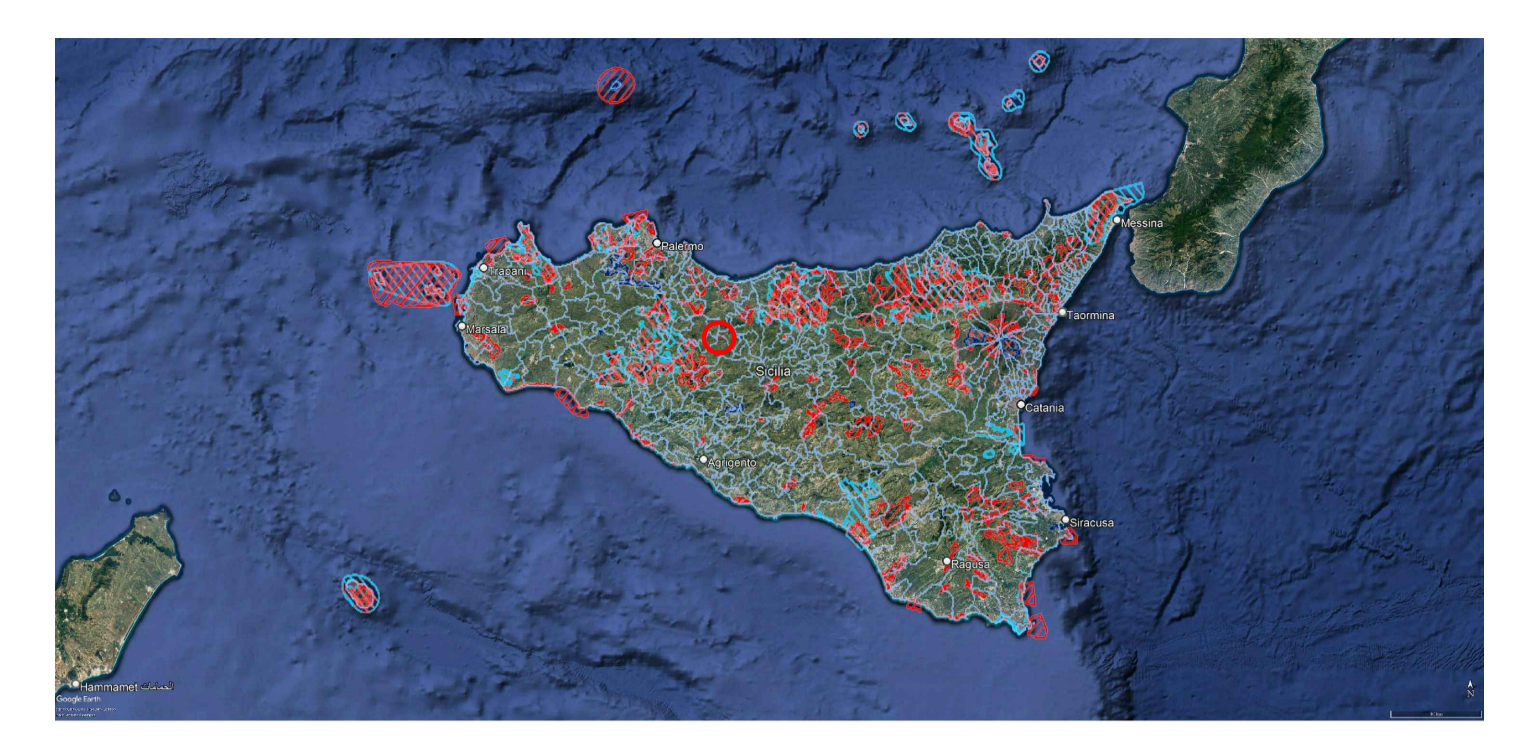 Messina
Palermo
Trapani
Taormina
Marsala
Sicilia
Catania
Agrigento
Siracusa
Ragusa
Hammamet الحمامات
Google Earth
N